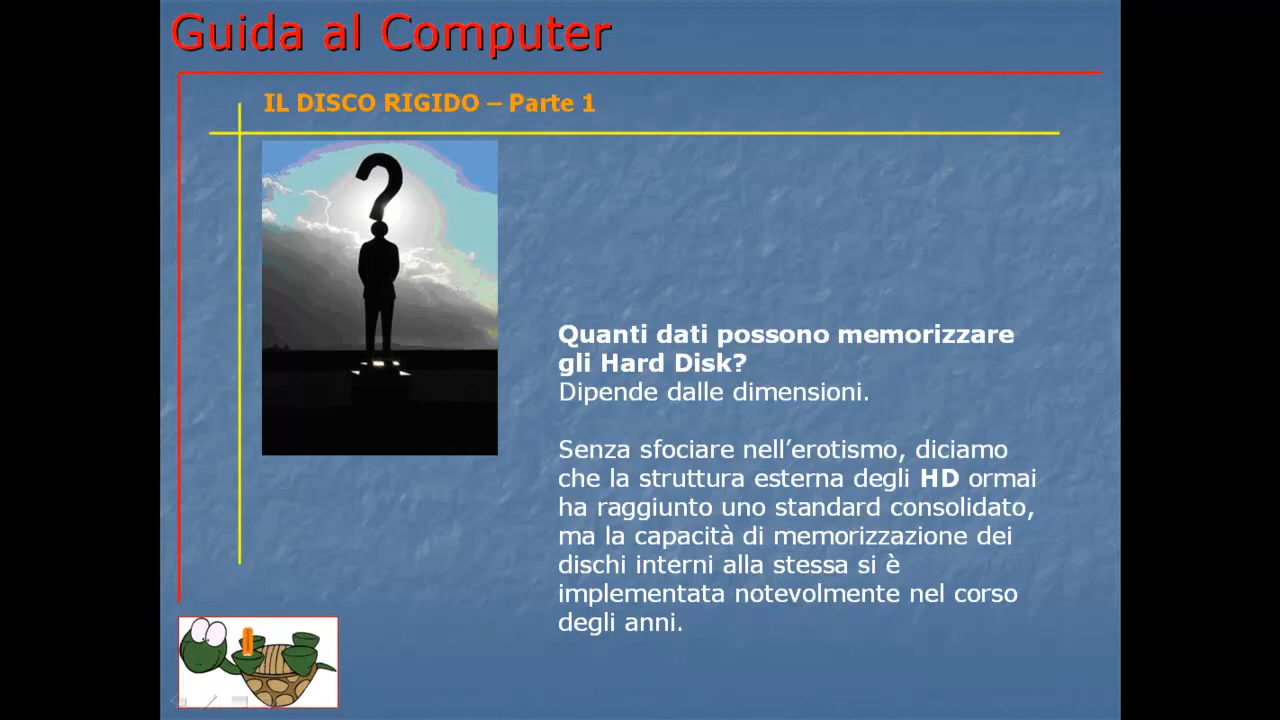 Guida al Computer
IL DISCO RIGIDO – Parte 1
?
Quanti dati possono memorizzare
gli Hard Disk?
Dipende dalle dimensioni.
Senza sfociare nell’erotismo, diciamo
che la struttura esterna degli HD ormai
ha raggiunto uno standard consolidato,
ma la capacità di memorizzazione dei
dischi interni alla stessa si è
implementata notevolmente nel corso
degli anni.